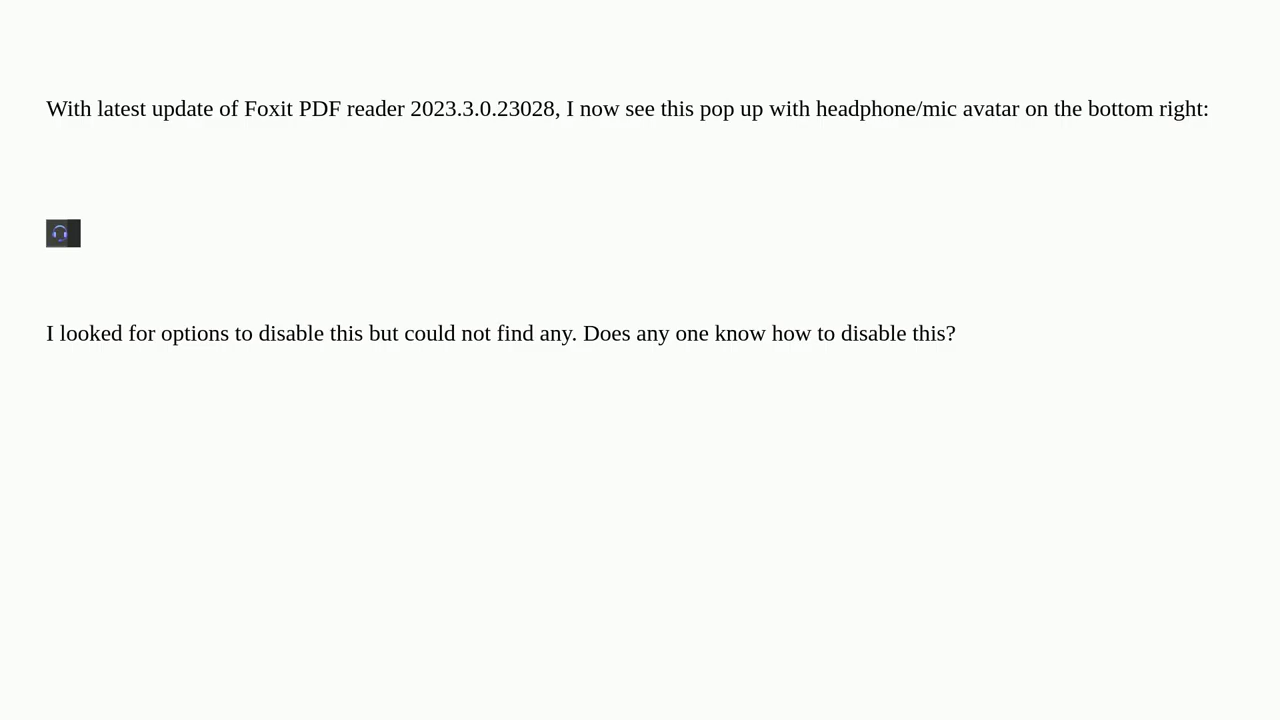 With latest update of Foxit PDF reader 2023.3.0.23028, I now see this pop up with headphone/mic avatar on the bottom right:
I looked for options to disable this but could not find any. Does any one know how to disable this?